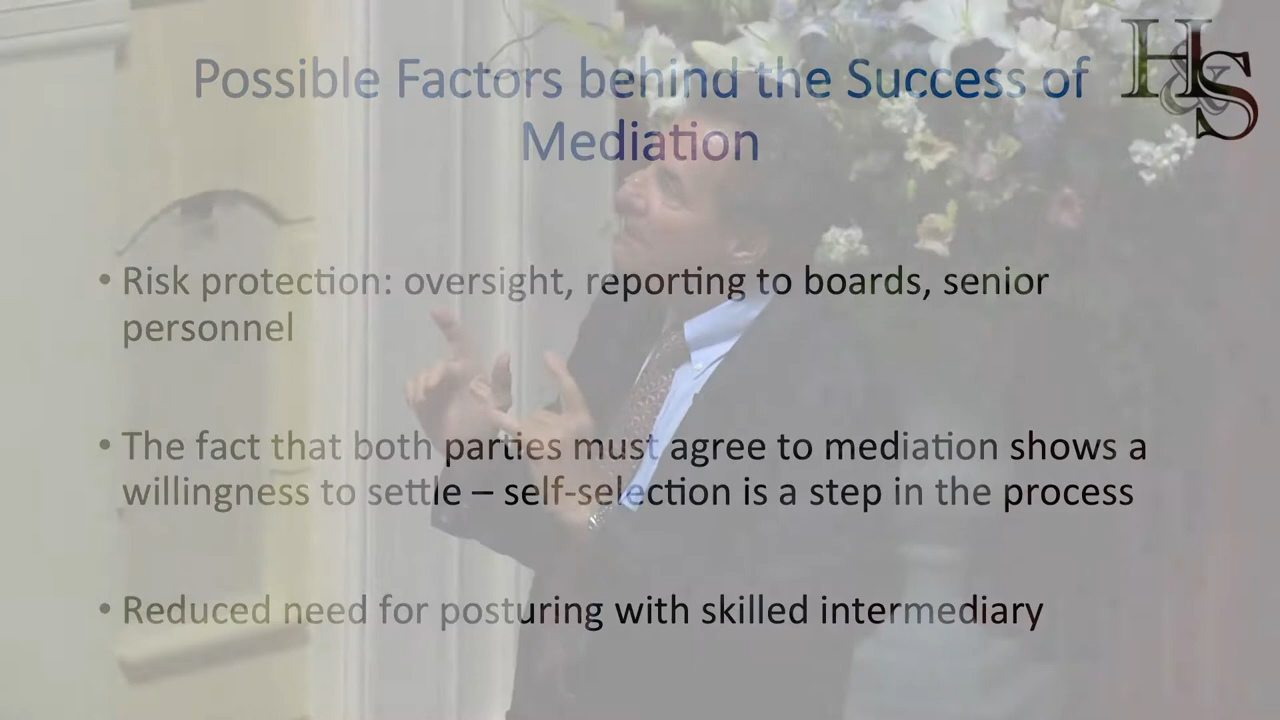 Possible Factors behind the Success of
Mediation
H&S
• Risk protection: oversight, reporting to boards, senior
personnel
• The fact that both parties must agree to mediation shows a
willingness to settle – self-selection is a step in the process
• Reduced need for posturing with skilled intermediary